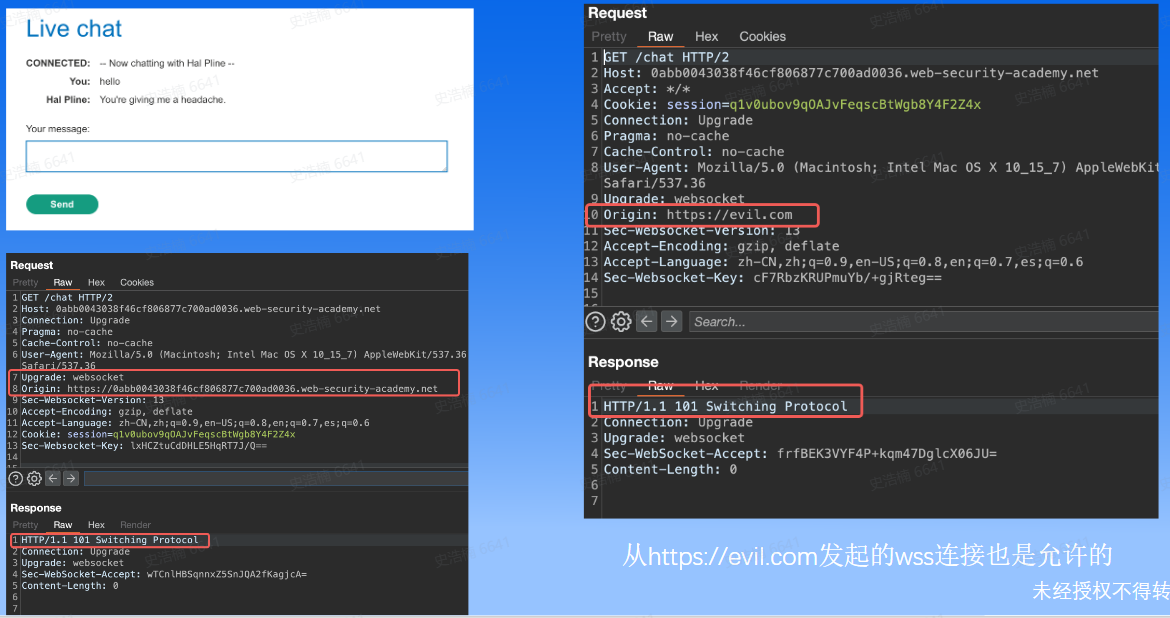 Live chat
CONNECTED: -- Now chatting with Hal Pline --
You: hello
Hal Pline: You're giving me a headache.
Your message:
Send
Request
Pretty Raw Hex Cookies
1 GET /chat HTTP/2
2 Host: 0abb0043038f46cf806877c700ad0036.web-security-academy.net
3 Connection: Upgrade
4 Pragma: no-cache
5 Cache-Control: no-cache
6 User-Agent: Mozilla/5.0 (Macintosh; Intel Mac OS X 10_15_7) AppleWebKit/537.36
Safari/537.36
7 Upgrade: websocket
8 Origin: https://0abb0043038f46cf806877c700ad0036.web-security-academy.net
9 Sec-WebSocket-Version: 13
10 Accept-Encoding: gzip, deflate
11 Accept-Language: zh-CN,zh;q=0.9,en-US;q=0.8,en;q=0.7,es;q=0.6
12 Cookie: session=q1v0ubov9qOAJvFeqscBtWgb8Y4F2Z4x
13 Sec-WebSocket-Key: lxHCZtuCdDHLE5HqRT7J/Q==
14
15
Response
Pretty Raw Hex Render
1 HTTP/1.1 101 Switching Protocol
2 Connection: Upgrade
3 Upgrade: websocket
4 Sec-WebSocket-Accept: wTCnlHBSqnnxZ5SnJQA2fKagjcA=
5 Content-Length: 0
6
7
Request
Pretty Raw Hex Cookies
1 GET /chat HTTP/2
2 Host: 0abb0043038f46cf806877c700ad0036.web-security-academy.net
3 Accept: */*
4 Cookie: session=q1v0ubov9qOAJvFeqscBtWgb8Y4F2Z4x
5 Connection: Upgrade
6 Pragma: no-cache
7 Cache-Control: no-cache
8 User-Agent: Mozilla/5.0 (Macintosh; Intel Mac OS X 10_15_7) AppleWebKit
Safari/537.36
9 Upgrade: websocket
10 Origin: https://evil.com
11 Sec-Websocket-Version: 13
12 Accept-Encoding: gzip, deflate
13 Accept-Language: zh-CN,zh;q=0.9,en-US;q=0.8,en;q=0.7,es;q=0.6
14 Sec-Websocket-Key: cF7RbzKRUPmuYb/+gjRteg==
15
Search...
Response
Pretty Raw Hex Render
1 HTTP/1.1 101 Switching Protocol
2 Connection: Upgrade
3 Upgrade: websocket
4 Sec-WebSocket-Accept: frfBEK3VYF4P+kqm47DglcX06JU=
5 Content-Length: 0
6
7
从https://evil.com发起的wss连接也是允许的
未经授权不得转
史浩楠 6641